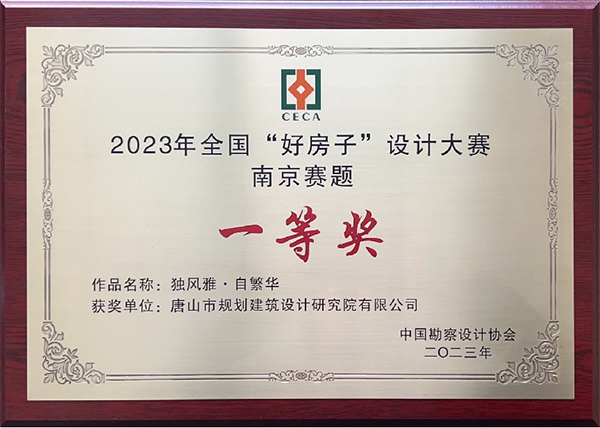 CECA
2023年全国“好房子”设计大赛
南京赛题
一等奖
作品名称：独风雅·自繁华
获奖单位：唐山市规划建筑设计研究院有限公司
中国勘察设计协会
二〇二三年